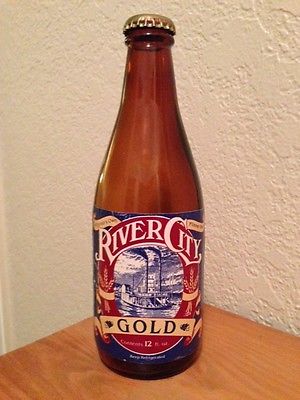 RIVER CITY
GOLD
Contents 12 fl. oz.
Keep Refrigerated